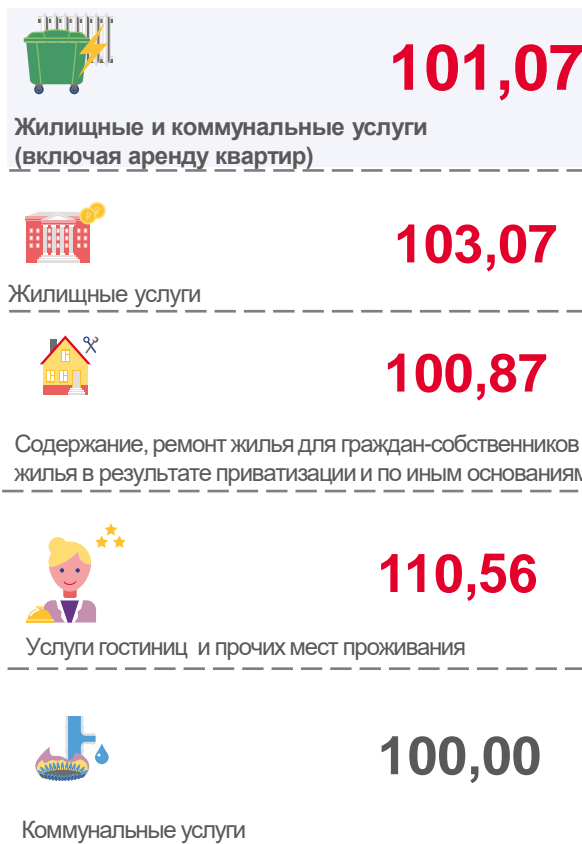 101,07
Жилищные и коммунальные услуги
(включая аренду квартир)
103,07
Жилищные услуги
100,87
Содержание, ремонт жилья для граждан-собственников
жилья в результате приватизации и по иным основаниям
110,56
Услуги гостиниц и прочих мест проживания
100,00
Коммунальные услуги